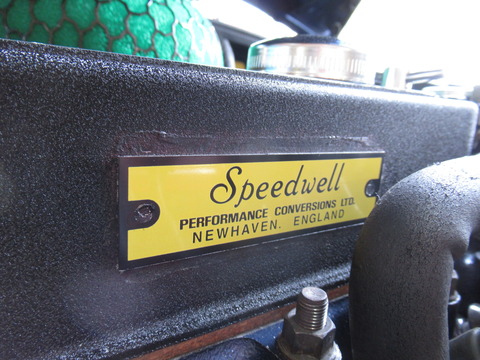 Speedwell
PERFORMANCE CONVERSIONS LTD.
NEWHAVEN. ENGLAND